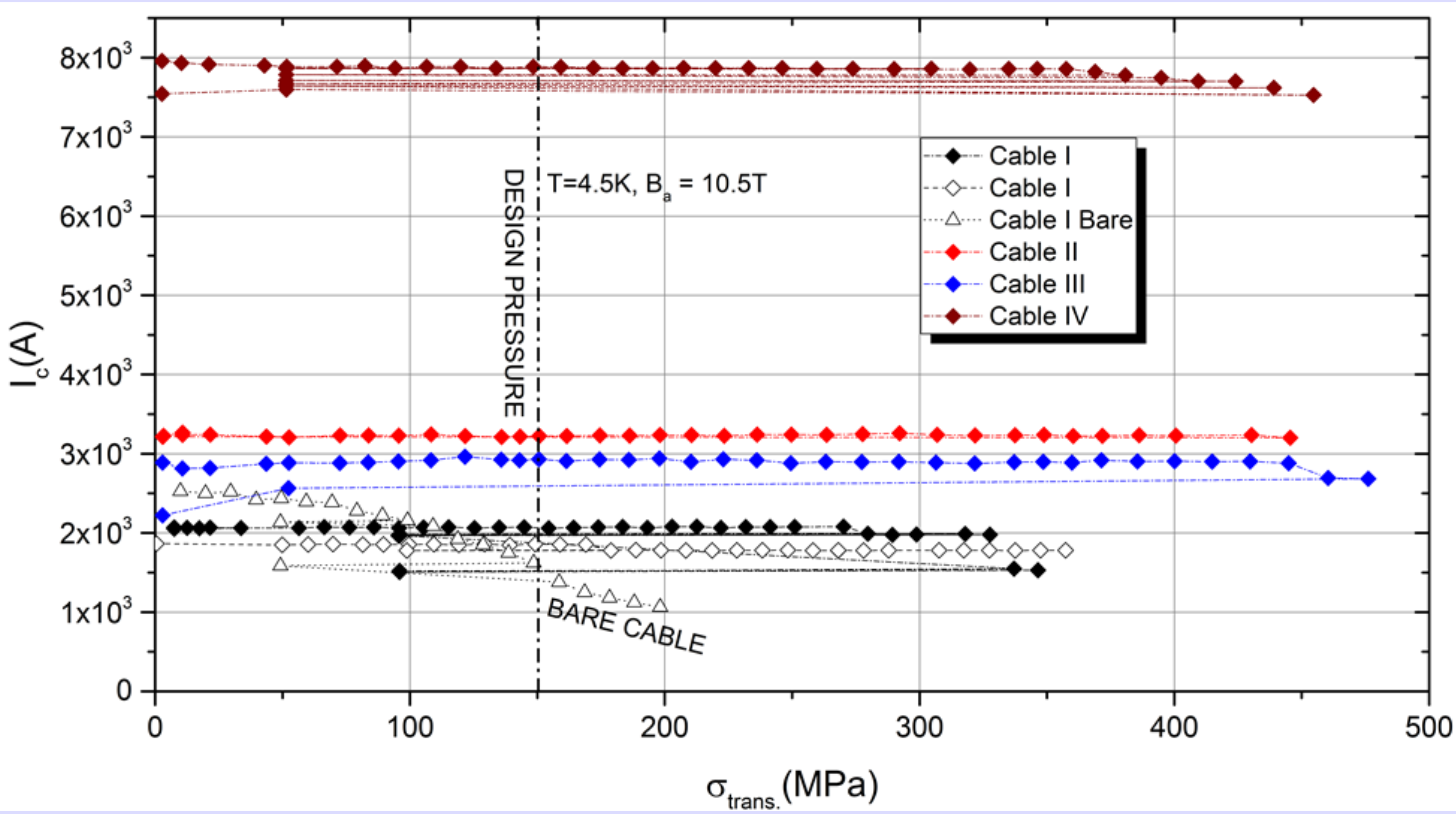 8x10³
7x10³
6x10³
5x10³
4x10³
3x10³
2x10³
1x10³
0
I_c(A)
0
100
200
300
400
500
σ_trans.(MPa)
DESIGN PRESSURE
T=4.5K, B_a = 10.5T
Cable I
Cable I
Cable I Bare
Cable II
Cable III
Cable IV
BARE CABLE